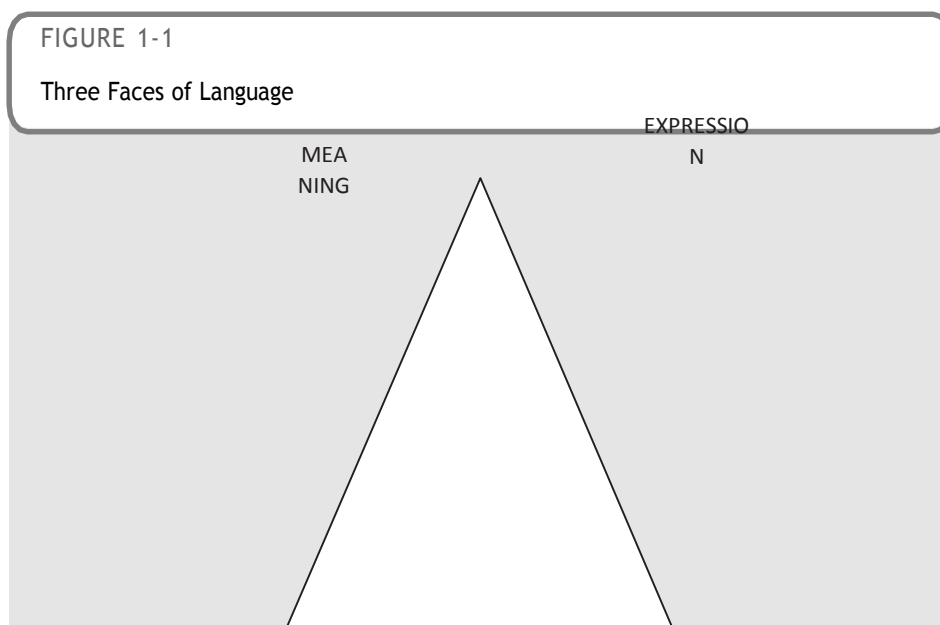 FIGURE 1-1
Three Faces of Language
MEA
NING
EXPRESSIO
N